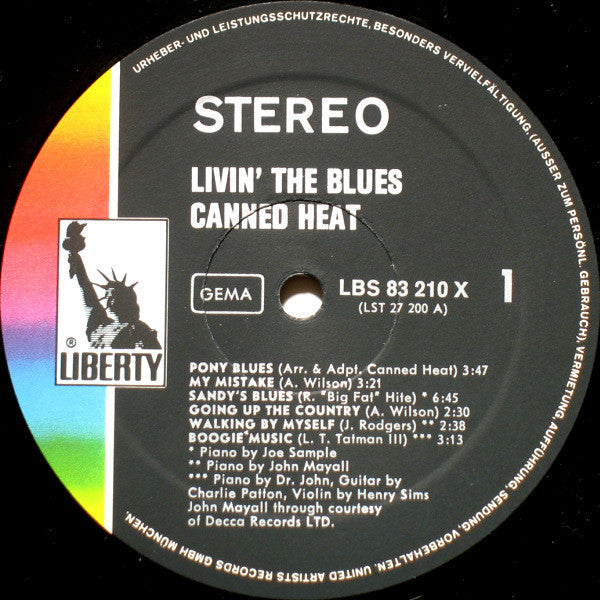 URHEBER- UND LEISTUNGSSCHUTZRECHTE, BESONDERS VERVIELFÄLTIGUNG, (AUSSER ZUM PERSÖNL. GEBRAUCH), VERMIETUNG AUFFÜHRUNG, SENDUNG, VORBEHALTEN. UNITED ARTISTS RECORDS GMBH MÜNCHEN.
STEREO
LIVIN' THE BLUES
CANNED HEAT
GEMA
LBS 83 210 X
1
(LST 27 200 A)
®
LIBERTY
PONY BLUES (Arr. & Adpt. Canned Heat) 3:47
MY MISTAKE (A. Wilson) 3:21
SANDY'S BLUES (R. "Big Fat" Hite) * 6:45
GOING UP THE COUNTRY (A. Wilson) 2:30
WALKING BY MYSELF (J. Rodgers) ** 2:38
BOOGIE MUSIC (L. T. Tatman III) *** 3:13
* Piano by Joe Sample
** Piano by John Mayall
*** Piano by Dr. John, Guitar by
Charlie Patton, Violin by Henry Sims
John Mayall through courtesy
of Decca Records LTD.